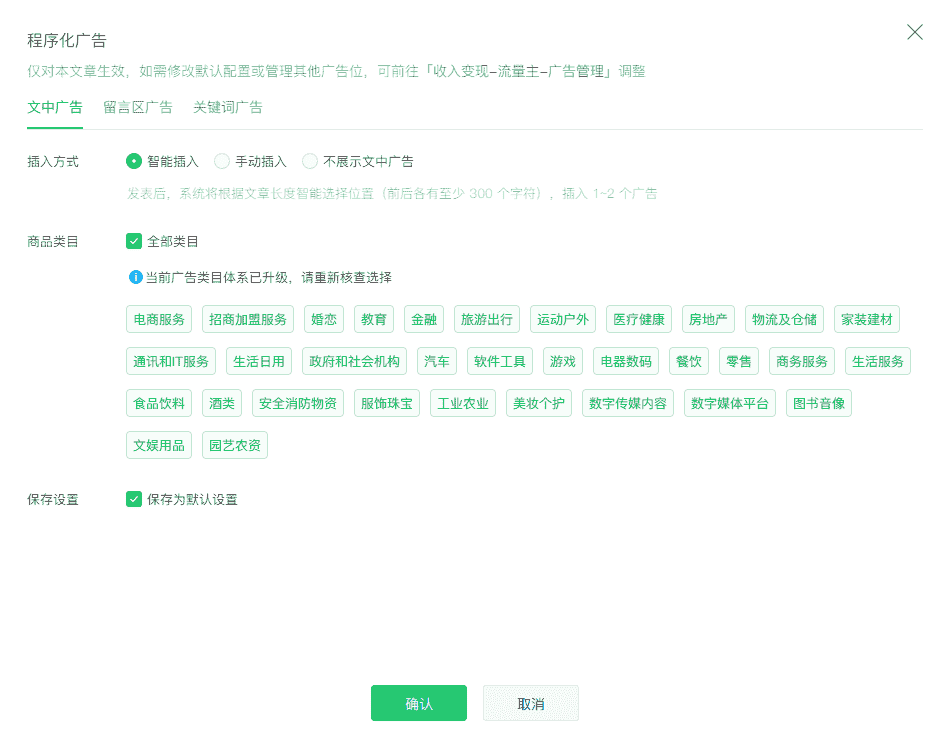 程序化广告
仅对本文章生效，如需修改默认配置或管理其他广告位，可前往「收入变现-流量主-广告管理」调整
文中广告 留言区广告 关键词广告
插入方式 智能插入 手动插入 不展示文中广告
发表后，系统将根据文章长度智能选择位置（前后各有至少 300 个字符），插入 1~2 个广告
商品类目 全部类目
当前广告类目体系已升级，请重新核查选择
电商服务 招商加盟服务 婚恋 教育 金融 旅游出行 运动户外 医疗健康 房地产 物流及仓储 家装建材
通讯和IT服务 生活日用 政府和社会机构 汽车 软件工具 游戏 电器数码 餐饮 零售 商务服务 生活服务
食品饮料 酒类 安全消防物资 服饰珠宝 工业农业 美妆个护 数字传媒内容 数字媒体平台 图书音像
文娱用品 园艺农资
保存设置 保存为默认设置
确认 取消